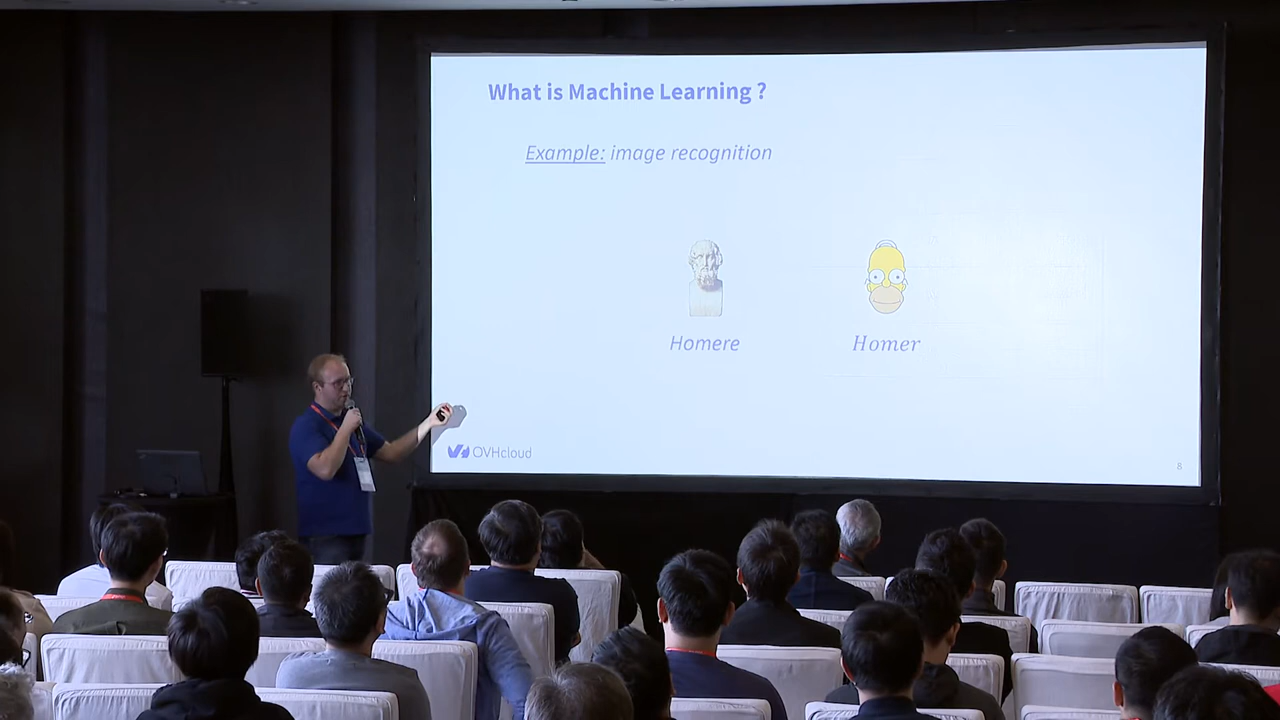 What is Machine Learning ?
Example: image recognition
Homere
Homer
OVHcloud
8